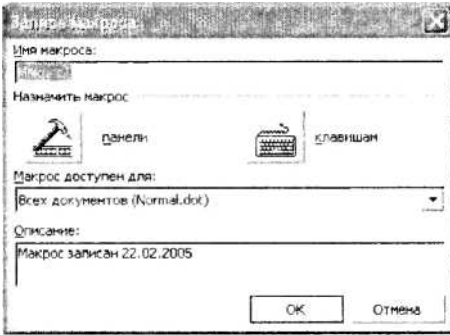 Запись макроса
Имя макроса:
Назначить макрос
панели
клавишам
Макрос доступен для:
Всех документов (Normal.dot)
Описание:
Макрос записан 22.02.2005
ОК
Отмена